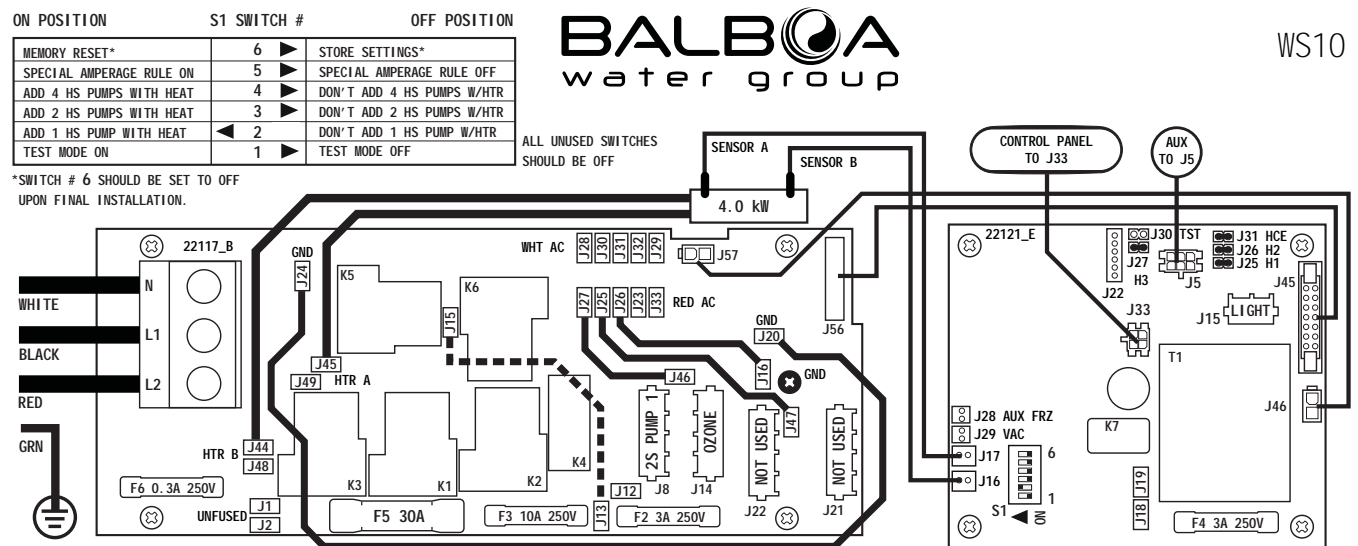 ON POSITION S1 SWITCH # OFF POSITION
MEMORY RESET* 6 STORE SETTINGS*
SPECIAL AMPERAGE RULE ON 5 SPECIAL AMPERAGE RULE OFF
ADD 4 HS PUMPS WITH HEAT 4 DON'T ADD 4 HS PUMPS W/HTR
ADD 2 HS PUMPS WITH HEAT 3 DON'T ADD 2 HS PUMPS W/HTR
ADD 1 HS PUMP WITH HEAT 2 DON'T ADD 1 HS PUMP W/HTR
TEST MODE ON 1 TEST MODE OFF
*SWITCH # 6 SHOULD BE SET TO OFF
UPON FINAL INSTALLATION.
ALL UNUSED SWITCHES
SHOULD BE OFF
BALBOA
water group
WS10
SENSOR A
SENSOR B
4.0 kW
CONTROL PANEL
TO J33
AUX
TO J5
22117_B
N
L1
L2
WHITE
BLACK
RED
GRN
GND
J24
K5
J15
K6
WHT AC
J28
J30
J31
J32
J29
J57
J27
J25
J26
J23
J33
RED AC
J56
GND
J20
J45
J49
HTR A
J46
J16
GND
J47
J44
HTR B
J48
K3
K1
K2
K4
2S PUMP 1
J8
OZONE
J14
NOT USED
J22
NOT USED
J21
F6 0.3A 250V
UNFUSED
J1
J2
F5 30A
F3 10A 250V
J13
J12
F2 3A 250V
22121_E
J22
J30 TST
J27
H3
J5
J31 HCE
J26 H2
J25 H1
J45
J33
J15
LIGHT
T1
J46
K7
J28 AUX FRZ
J29 VAC
J17
J16
6
1
S1
ON
J19
J18
F4 3A 250V